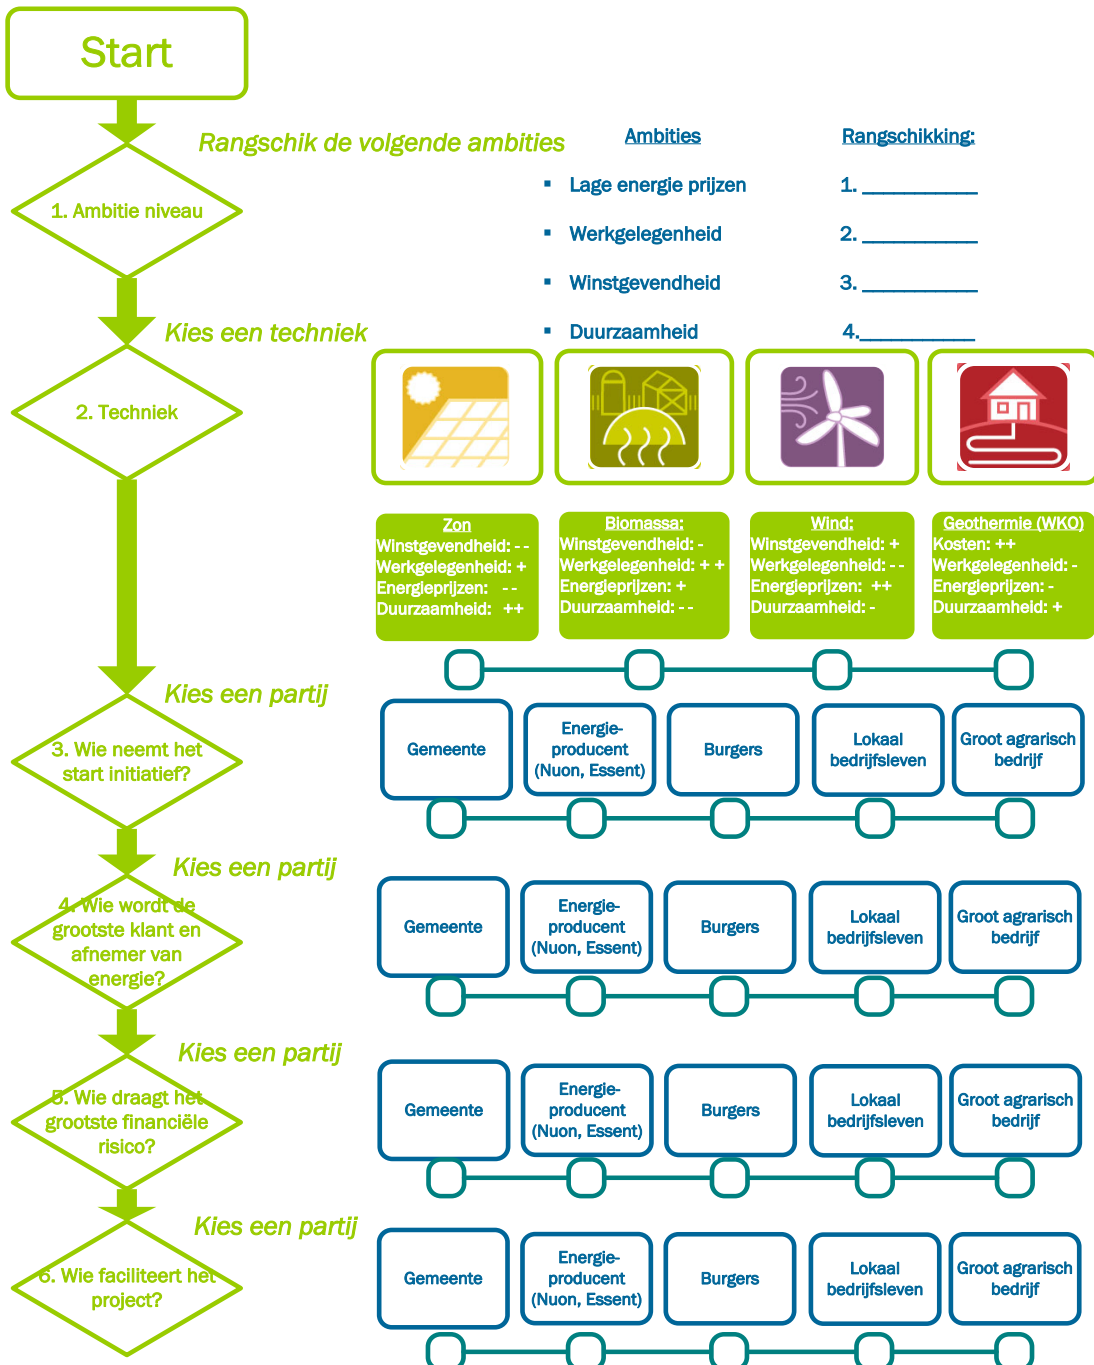 Start
Rangschik de volgende ambities
Ambities
Rangschikking:
1. Ambitie niveau
▪ Lage energie prijzen
1. ___________
▪ Werkgelegenheid
2. ___________
▪ Winstgevendheid
3. ___________
▪ Duurzaamheid
4.___________
Kies een techniek
2. Techniek
Zon
Winstgevendheid: - -
Werkgelegenheid: +
Energieprijzen: - -
Duurzaamheid: ++
Biomassa:
Winstgevendheid: -
Werkgelegenheid: + +
Energieprijzen: +
Duurzaamheid: - -
Wind:
Winstgevendheid: +
Werkgelegenheid: - -
Energieprijzen: ++
Duurzaamheid: -
Geothermie (WKO)
Kosten: ++
Werkgelegenheid: -
Energieprijzen: -
Duurzaamheid: +
Kies een partij
3. Wie neemt het
start initiatief?
Gemeente
Energie-
producent
(Nuon, Essent)
Burgers
Lokaal
bedrijfsleven
Groot agrarisch
bedrijf
Kies een partij
4. Wie wordt de
grootste klant en
afnemer van
energie?
Gemeente
Energie-
producent
(Nuon, Essent)
Burgers
Lokaal
bedrijfsleven
Groot agrarisch
bedrijf
Kies een partij
5. Wie draagt het
grootste financiële
risico?
Gemeente
Energie-
producent
(Nuon, Essent)
Burgers
Lokaal
bedrijfsleven
Groot agrarisch
bedrijf
Kies een partij
6. Wie faciliteert het
project?
Gemeente
Energie-
producent
(Nuon, Essent)
Burgers
Lokaal
bedrijfsleven
Groot agrarisch
bedrijf